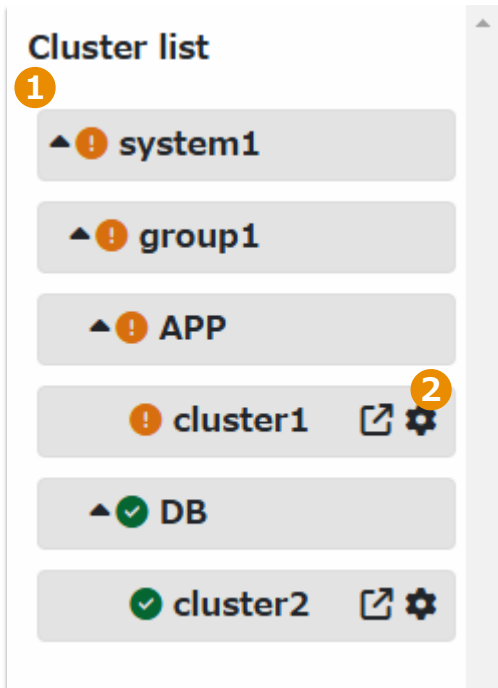 Cluster list
1
system1
group1
APP
2
cluster1
DB
cluster2